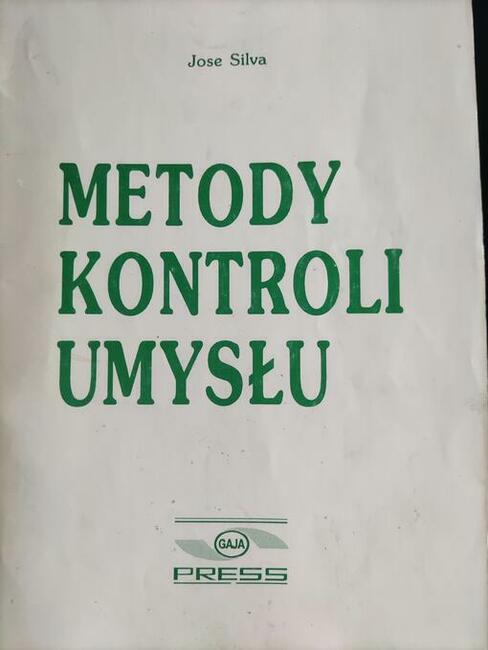 Jose Silva
METODY
KONTROLI
UMYSŁU
GAJA
PRESS